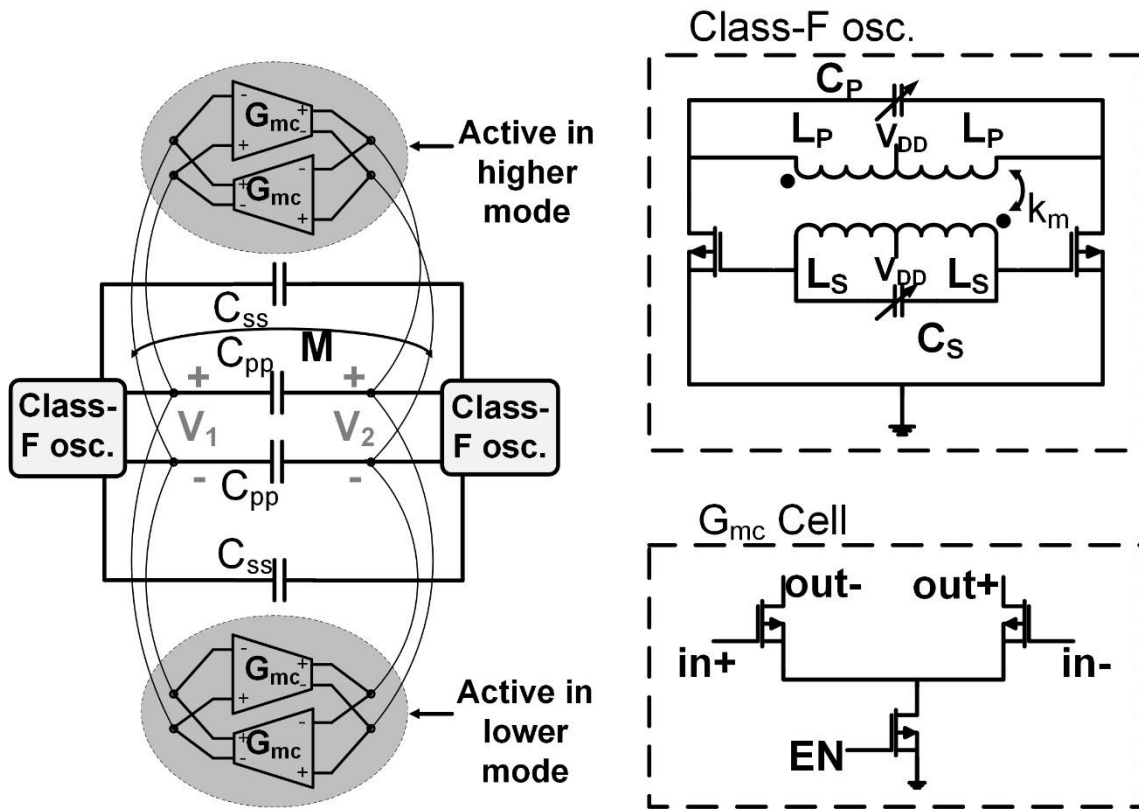 G_mc
G_mc
- + - + - + - +
Active in
higher
mode
C_ss
C_pp
M
+ +
V_1
V_2
Class-
F osc.
Class-
F osc.
- -
C_pp
C_ss
G_mc
G_mc
- + - + - + - +
Active in
lower
mode
Class-F osc.
C_P
L_P
V_DD
L_P
k_m
L_S
V_DD
L_S
C_S
G_mc Cell
out-
out+
in+
in-
EN